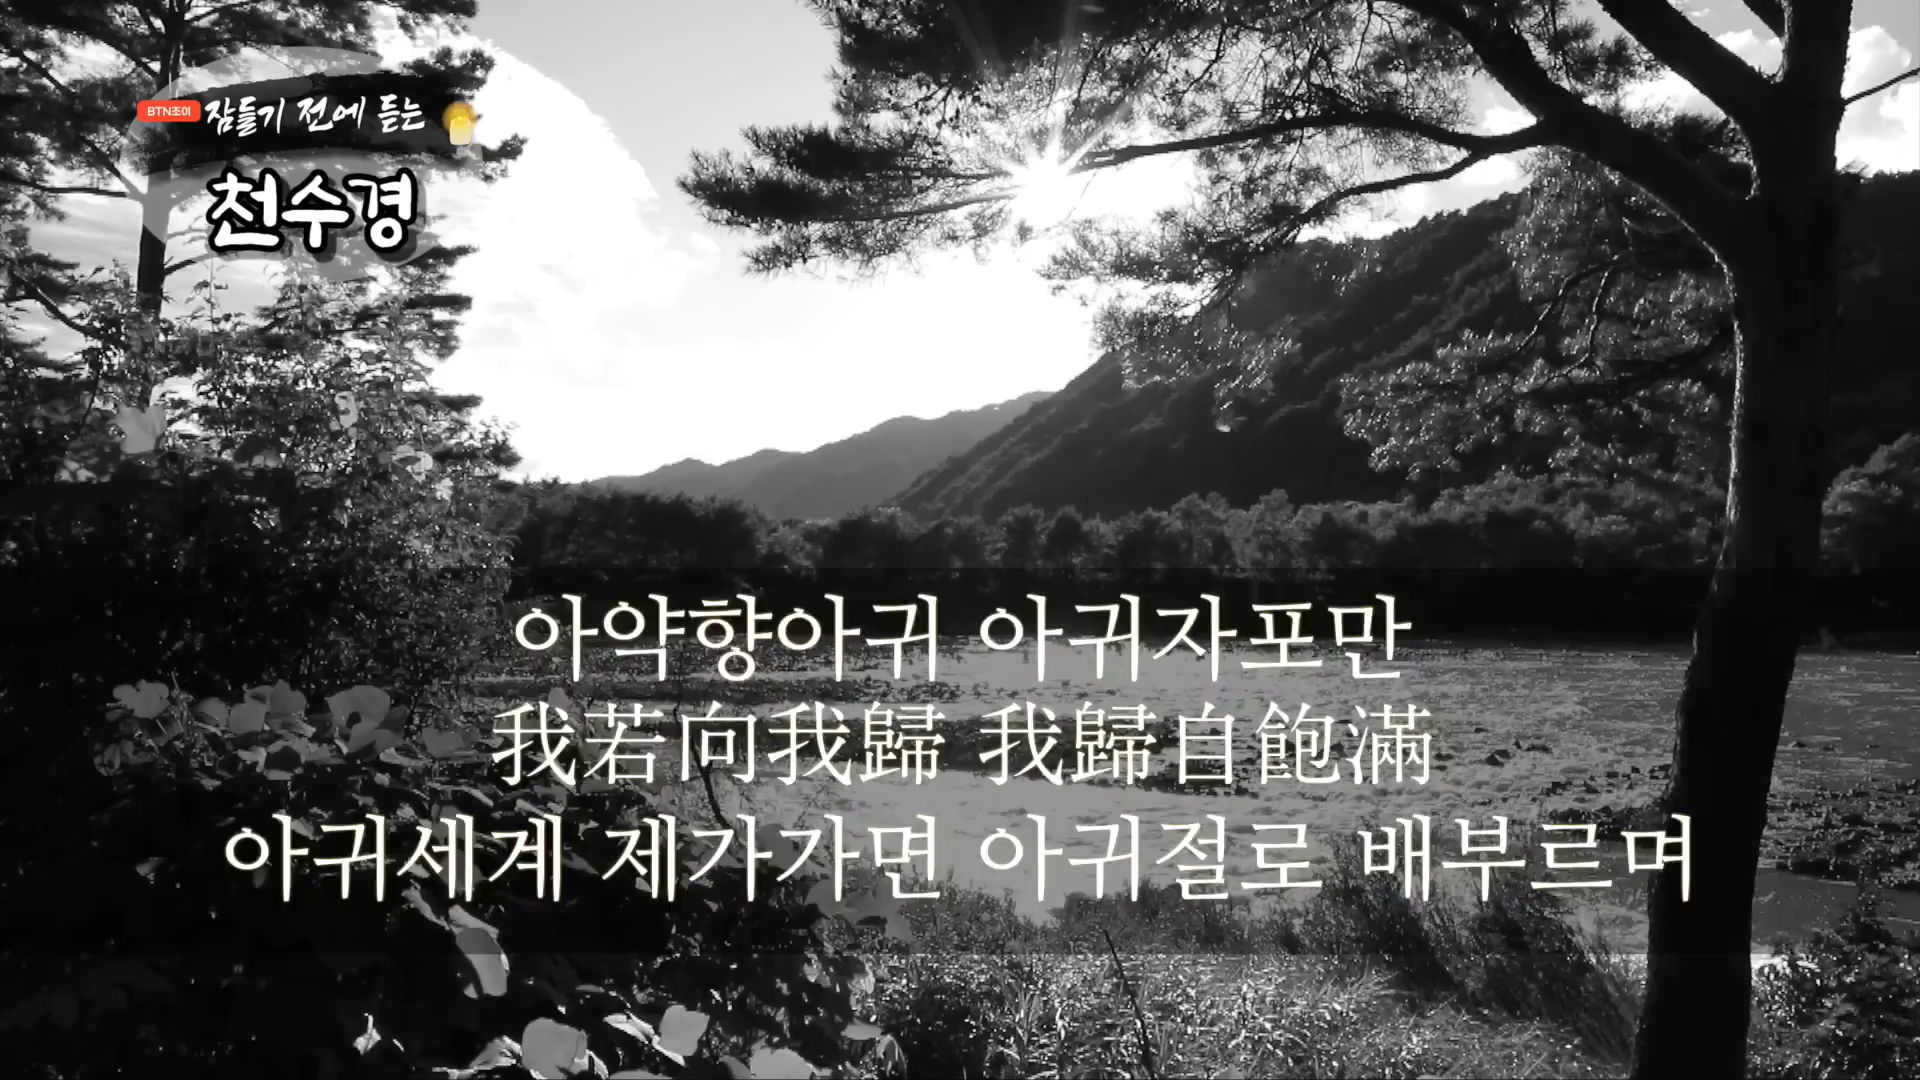 BTN조이 잠들기 전에 듣는
천수경
아약향아귀 아귀자포만
我若向我歸 我歸自飽滿
아귀세계 제가가면 아귀절로 배부르며